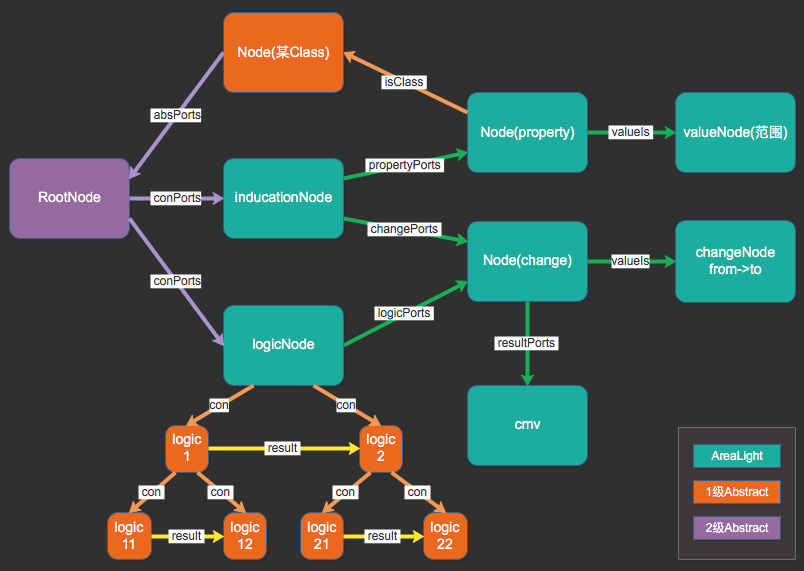 Node(某Class)
isClass
absPorts
Node(property)
valueIs
valueNode(范围)
propertyPorts
RootNode
conPorts
inducationNode
changePorts
Node(change)
valueIs
changeNode
from->to
conPorts
logicPorts
logicNode
resultPorts
con
con
cmv
logic
1
result
logic
2
AreaLight
con
con
con
con
1级Abstract
logic
11
result
logic
12
logic
21
result
logic
22
2级Abstract